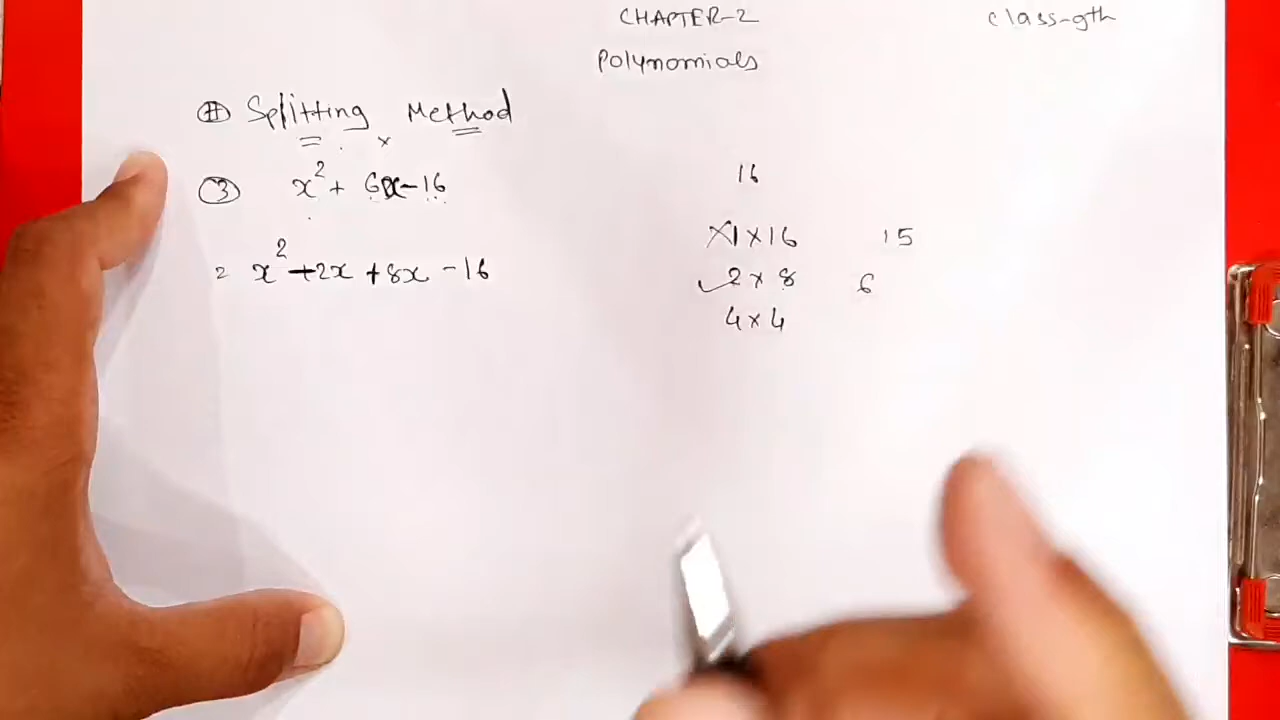 CHAPTER-2
Class-9th
Polynomials
# Splitting Method
③ x² + 6x - 16
= x² - 2x + 8x - 16
16
1 × 16 15
2 × 8 6
4 × 4